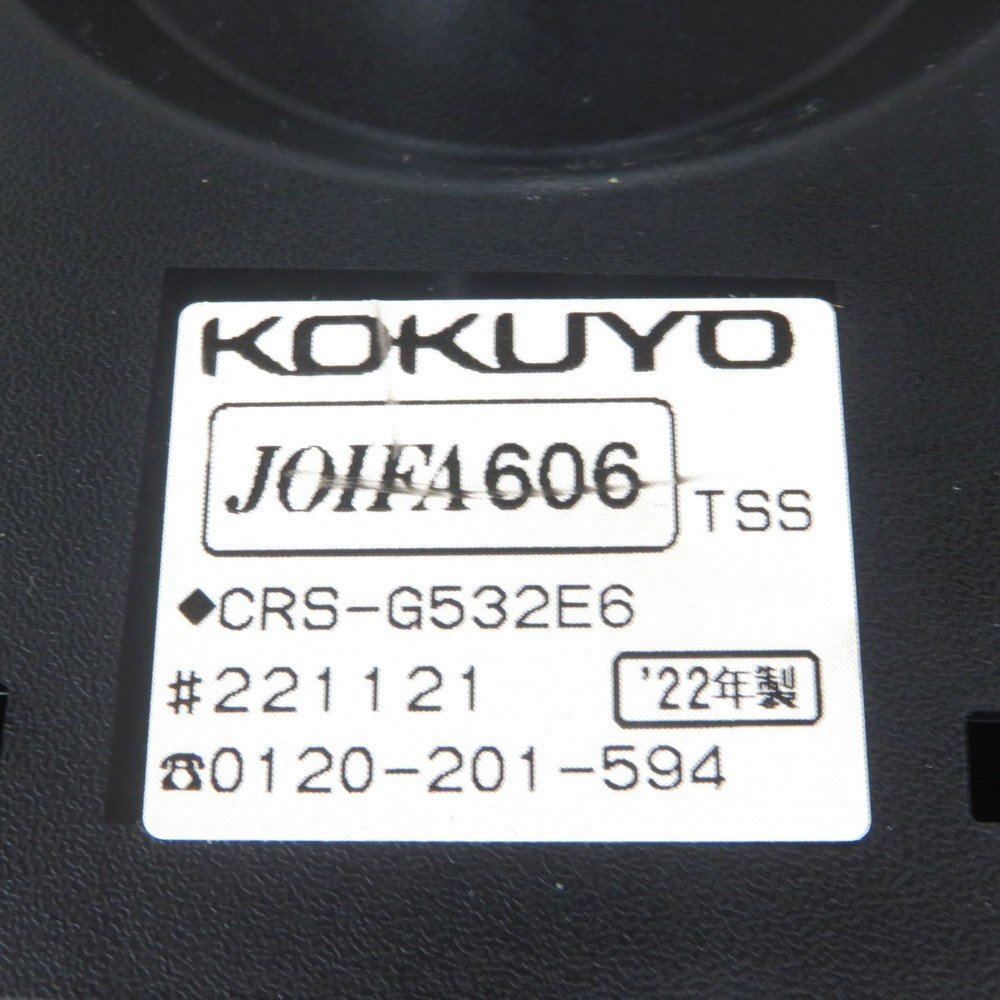 KOKUYO
JOIFA606 TSS
◆CRS-G532E6
#221121 '22年製
☎0120-201-594